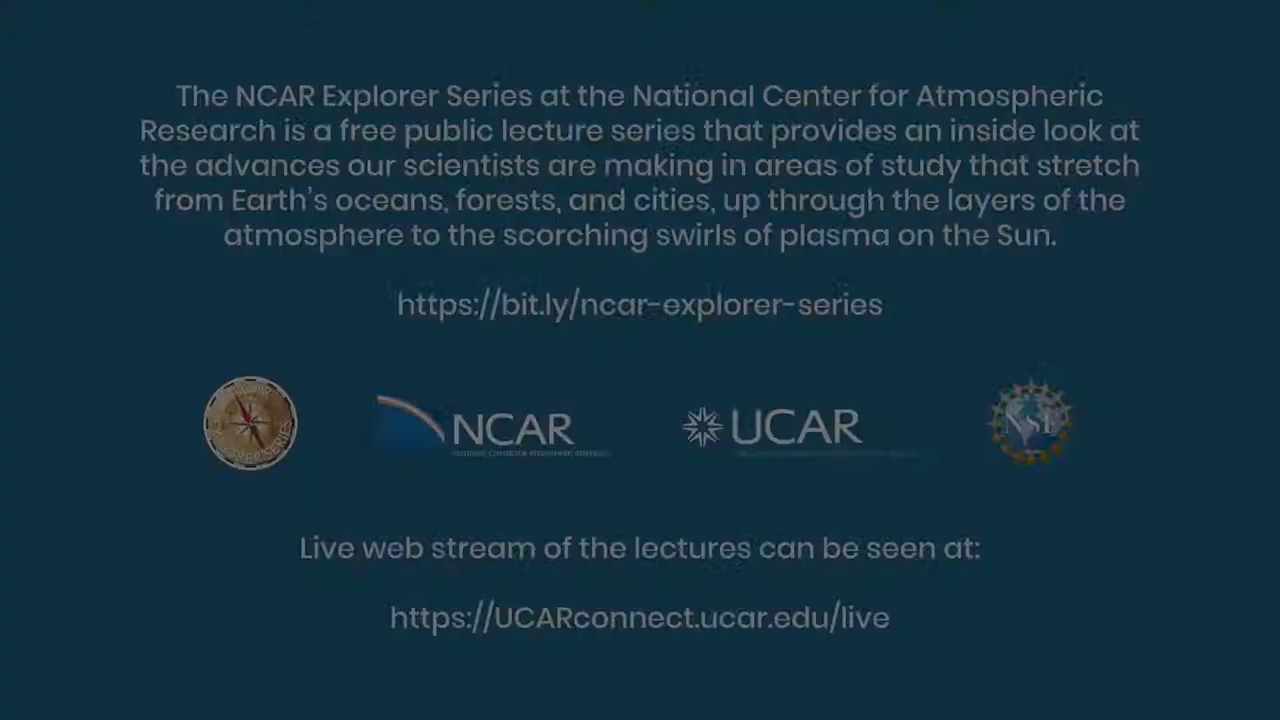 The NCAR Explorer Series at the National Center for Atmospheric
Research is a free public lecture series that provides an inside look at
the advances our scientists are making in areas of study that stretch
from Earth's oceans, forests, and cities, up through the layers of the
atmosphere to the scorching swirls of plasma on the Sun.
https://bit.ly/ncar-explorer-series
SERIES
NCAR
UCAR
NSF
Live web stream of the lectures can be seen at:
https://UCARconnect.ucar.edu/live